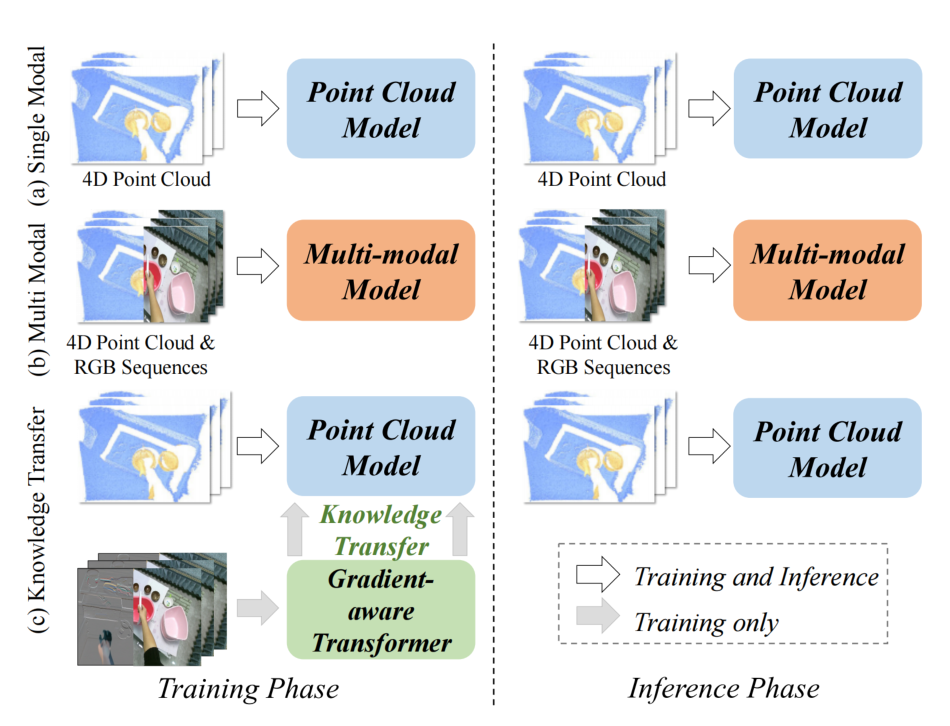 (a) Single Modal
4D Point Cloud
Point Cloud
Model
4D Point Cloud
Point Cloud
Model
(b) Multi Modal
4D Point Cloud &
RGB Sequences
Multi-modal
Model
4D Point Cloud &
RGB Sequences
Multi-modal
Model
(c) Knowledge Transfer
Point Cloud
Model
Knowledge
Transfer
Gradient-
aware
Transformer
Point Cloud
Model
Training and Inference
Training only
Training Phase
Inference Phase